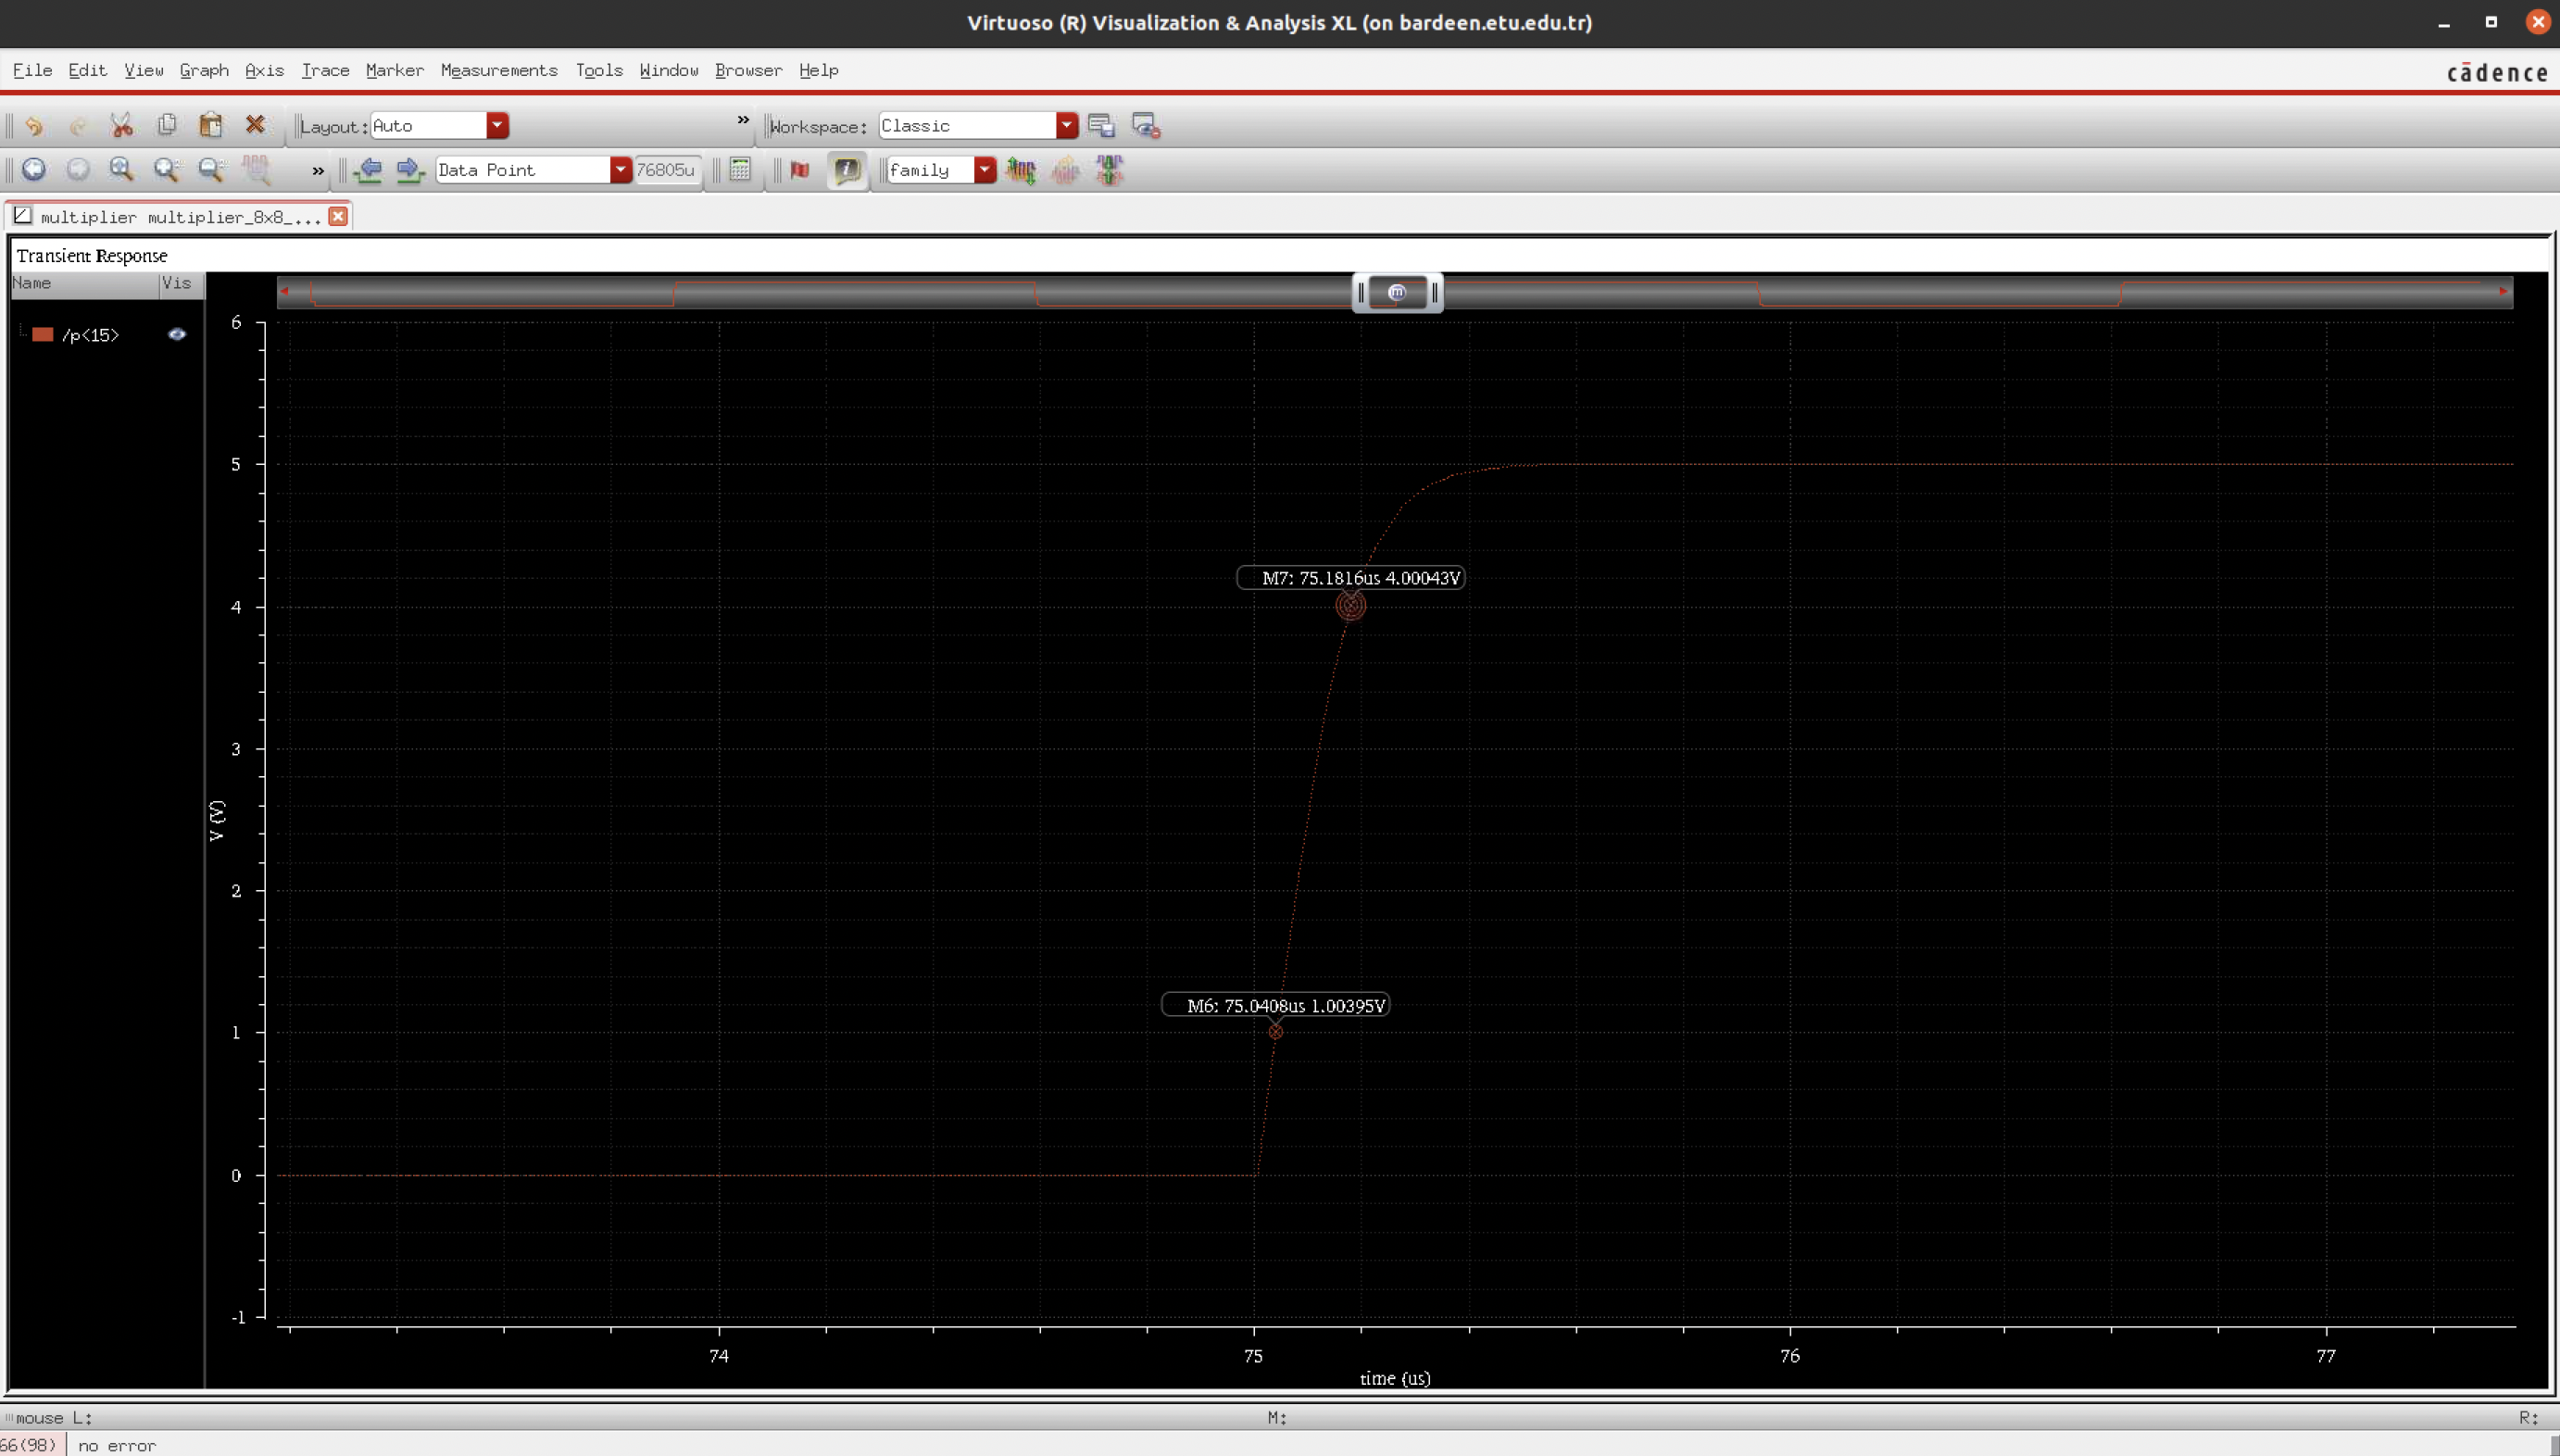 Virtuoso (R) Visualization & Analysis XL (on bardeen.etu.edu.tr)
File Edit View Graph Axis Trace Marker Measurements Tools Window Browser Help
cādence
Layout: Auto » Workspace: Classic
» Data Point 76805u family
multiplier multiplier_8x8_...
Transient Response
Name Vis
/p<15>
6
5
M7: 75.1816us 4.00043V
4
3
V (V)
2
M6: 75.0408us 1.00395V
1
0
-1
74 75 76 77
time (us)
mouse L: M: R:
66(98) no error